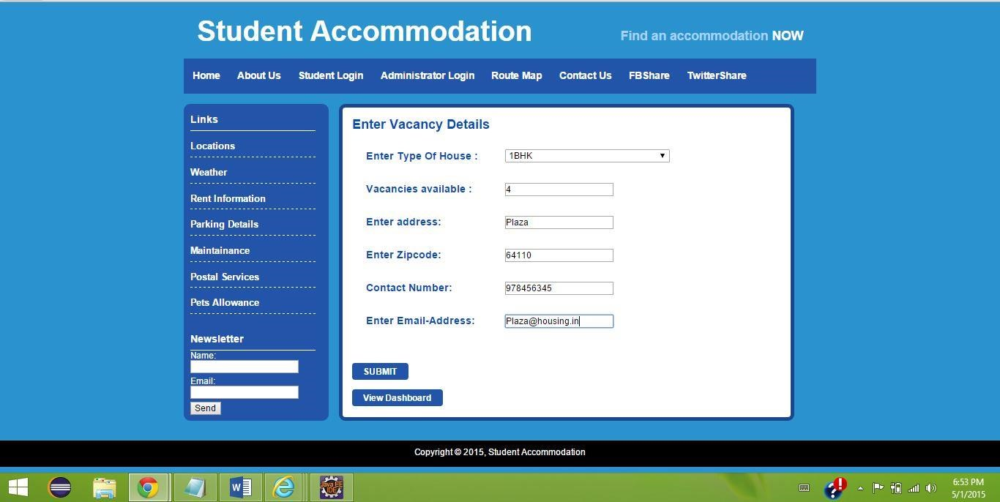 Student Accommodation
Find an accommodation NOW
Home About Us Student Login Administrator Login Route Map Contact Us FBShare TwitterShare
Links
Locations
Weather
Rent Information
Parking Details
Maintainance
Postal Services
Pets Allowance
Newsletter
Name:
Email:
Send
Enter Vacancy Details
Enter Type Of House : 1BHK
Vacancies available : 4
Enter address: Plaza
Enter Zipcode: 64110
Contact Number: 978456345
Enter Email-Address: Plaza@housing.in
SUBMIT
View Dashboard
Copyright © 2015, Student Accommodation
Java EE
IDE
6:53 PM
5/1/2015